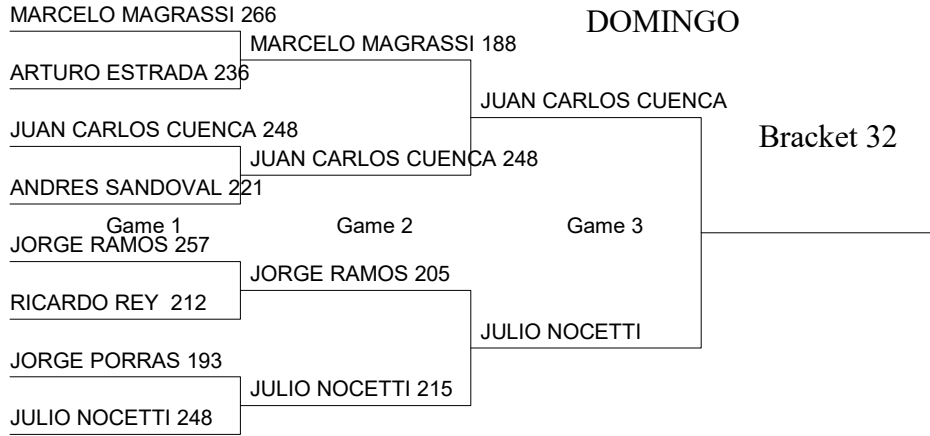 MARCELO MAGRASSI 266
DOMINGO
MARCELO MAGRASSI 188
ARTURO ESTRADA 236
JUAN CARLOS CUENCA
JUAN CARLOS CUENCA 248
Bracket 32
JUAN CARLOS CUENCA 248
ANDRES SANDOVAL 221
Game 1
Game 2
Game 3
JORGE RAMOS 257
JORGE RAMOS 205
RICARDO REY  212
JULIO NOCETTI
JORGE PORRAS 193
JULIO NOCETTI 215
JULIO NOCETTI 248